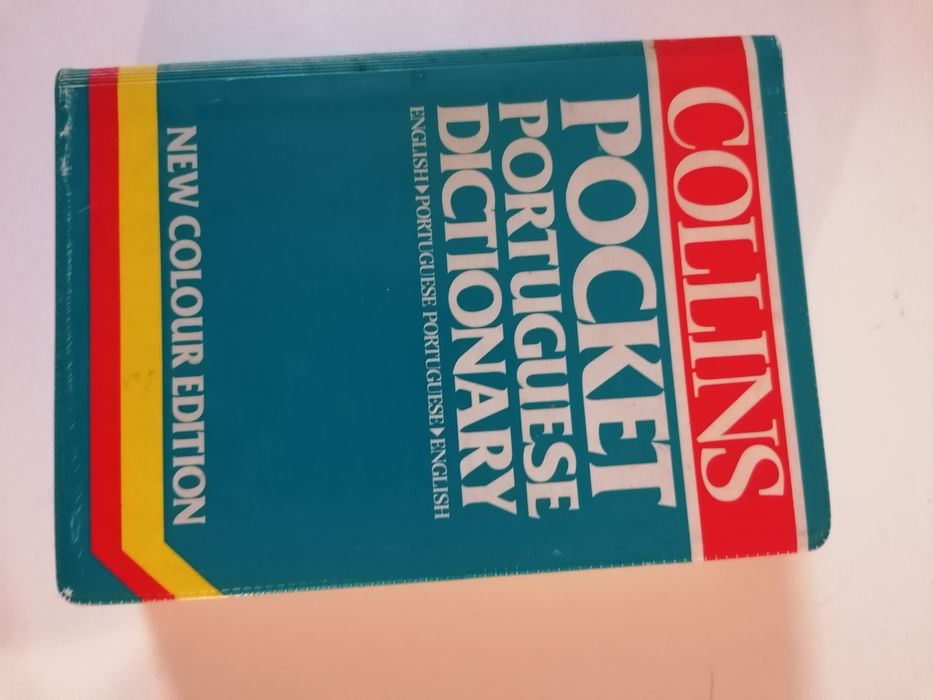 COLLINS
POCKET
PORTUGUESE
DICTIONARY
ENGLISH▸PORTUGUESE PORTUGUESE▸ENGLISH
NEW COLOUR EDITION